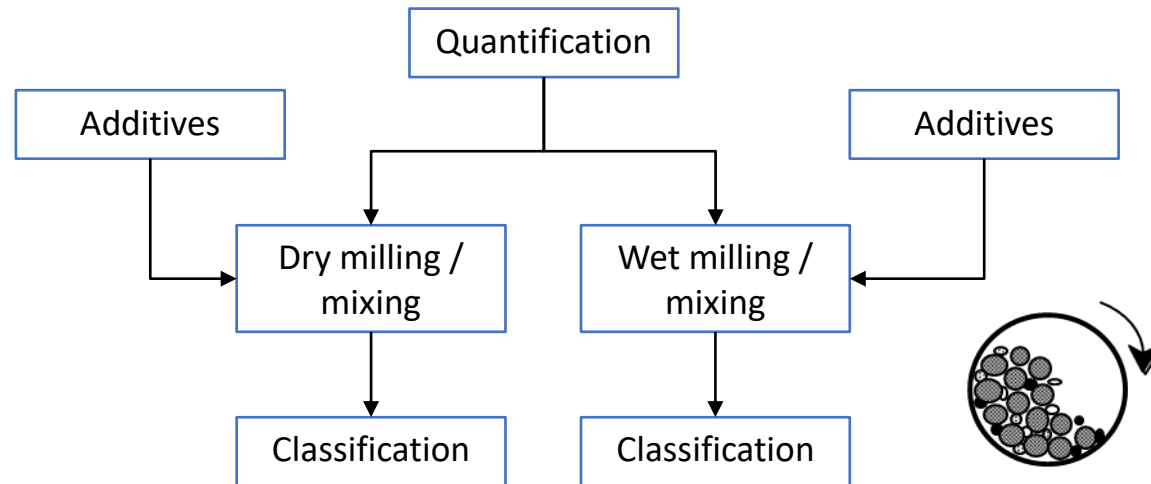 Quantification
Additives
Additives
Dry milling /
mixing
Wet milling /
mixing
Classification
Classification